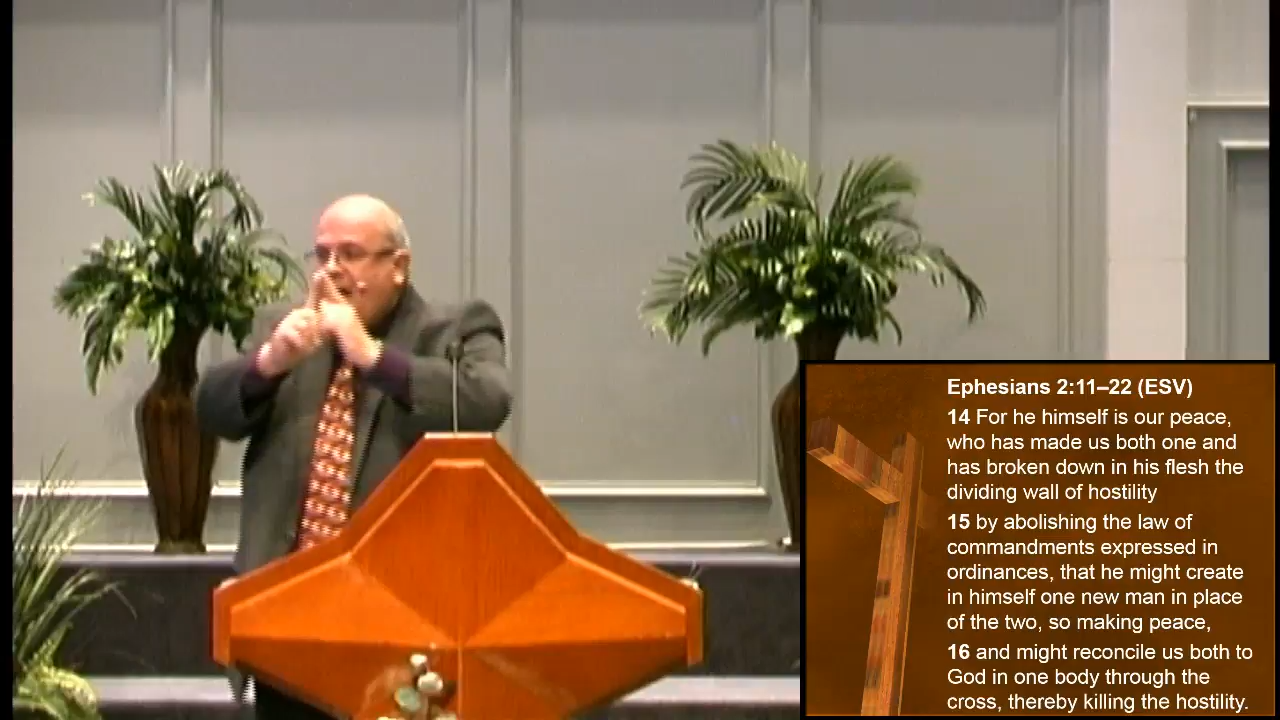 Ephesians 2:11–22 (ESV)
14 For he himself is our peace,
who has made us both one and
has broken down in his flesh the
dividing wall of hostility
15 by abolishing the law of
commandments expressed in
ordinances, that he might create
in himself one new man in place
of the two, so making peace,
16 and might reconcile us both to
God in one body through the
cross, thereby killing the hostility.